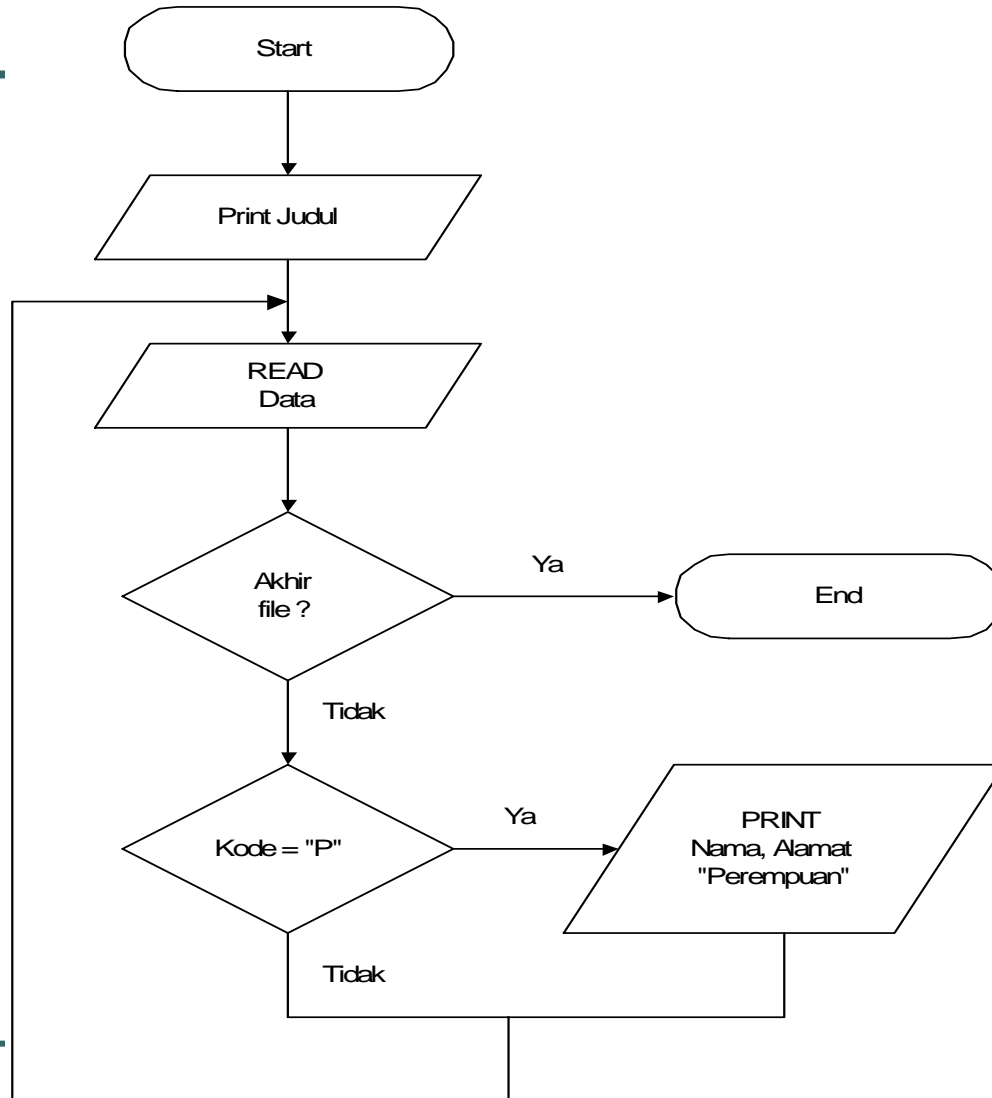 Start
Print Judul
READ
Data
Akhir
file ?
Ya
End
Tidak
Kode = "P"
Ya
PRINT
Nama, Alamat
"Perempuan"
Tidak